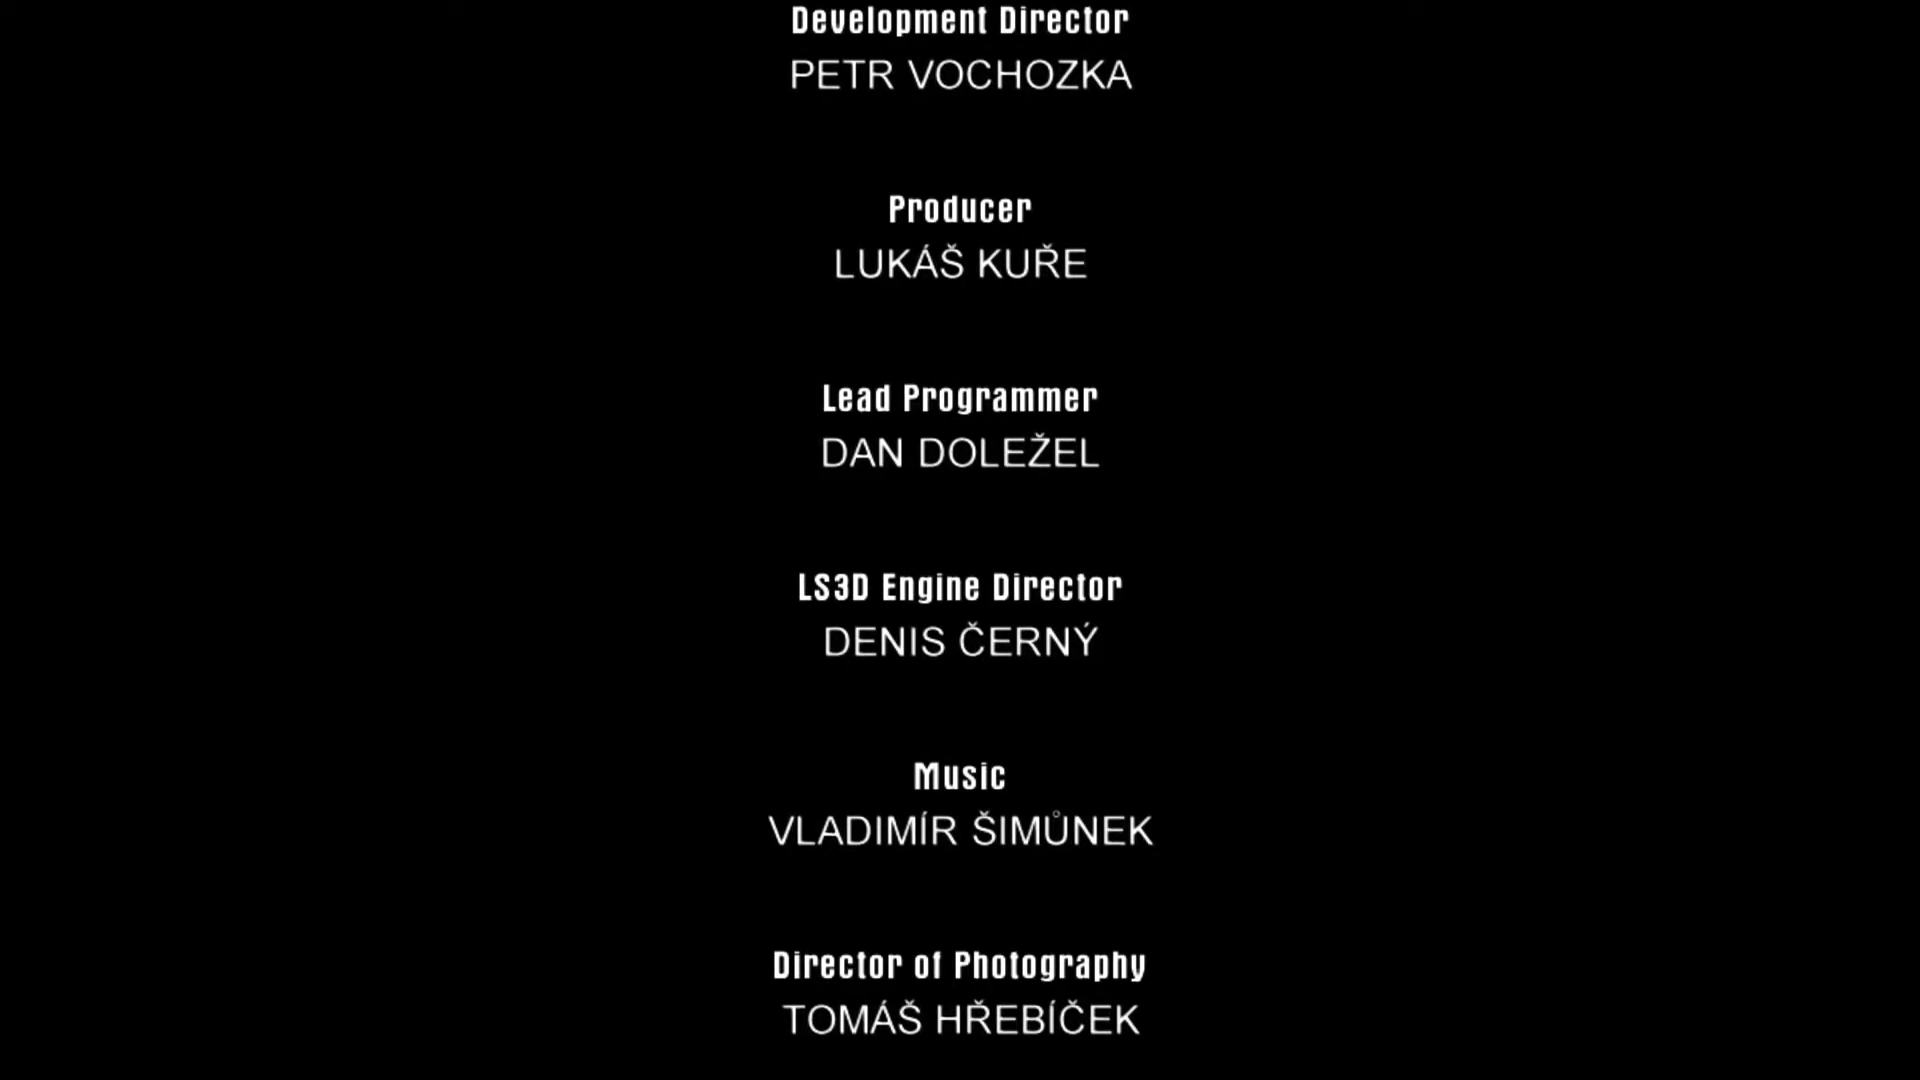 Development Director
PETR VOCHOZKA
Producer
LUKÁŠ KUŘE
Lead Programmer
DAN DOLEŽEL
LS3D Engine Director
DENIS ČERNÝ
Music
VLADIMÍR ŠIMŮNEK
Director of Photography
TOMÁŠ HŘEBÍČEK